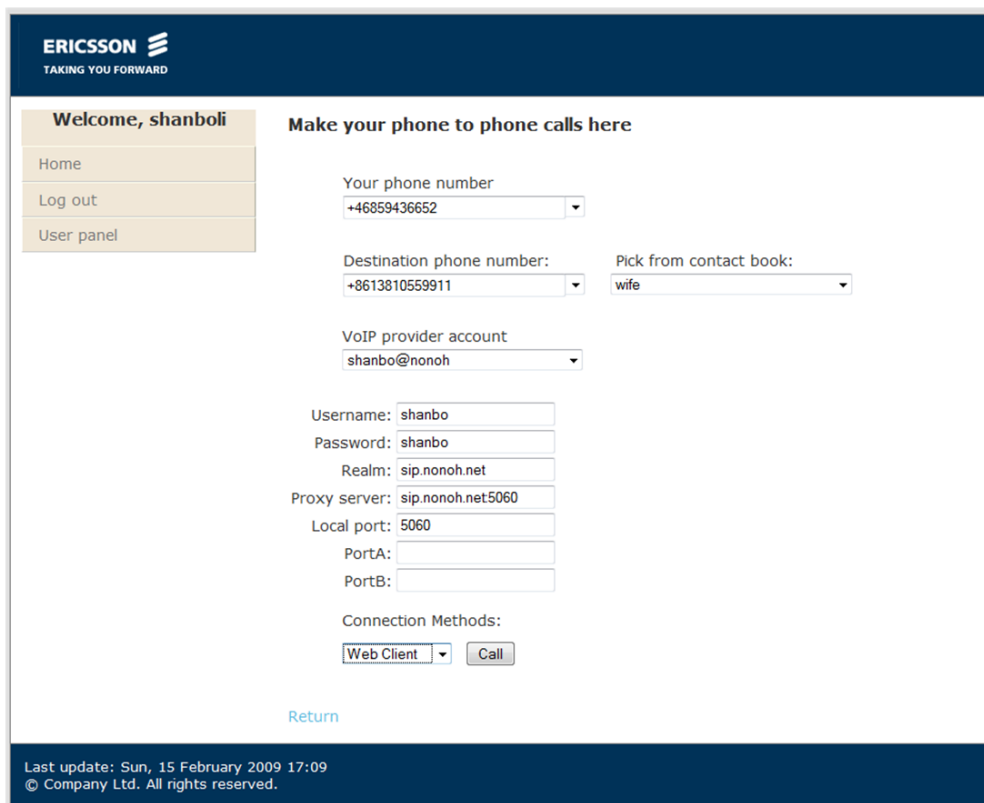 ERICSSON
TAKING YOU FORWARD
Welcome, shanboli
Home
Log out
User panel
Make your phone to phone calls here
Your phone number
+46859436652
Destination phone number: Pick from contact book:
+8613810559911 wife
VoIP provider account
shanbo@nonoh
Username: shanbo
Password: shanbo
Realm: sip.nonoh.net
Proxy server: sip.nonoh.net:5060
Local port: 5060
PortA:
PortB:
Connection Methods:
Web Client Call
Return
Last update: Sun, 15 February 2009 17:09
© Company Ltd. All rights reserved.